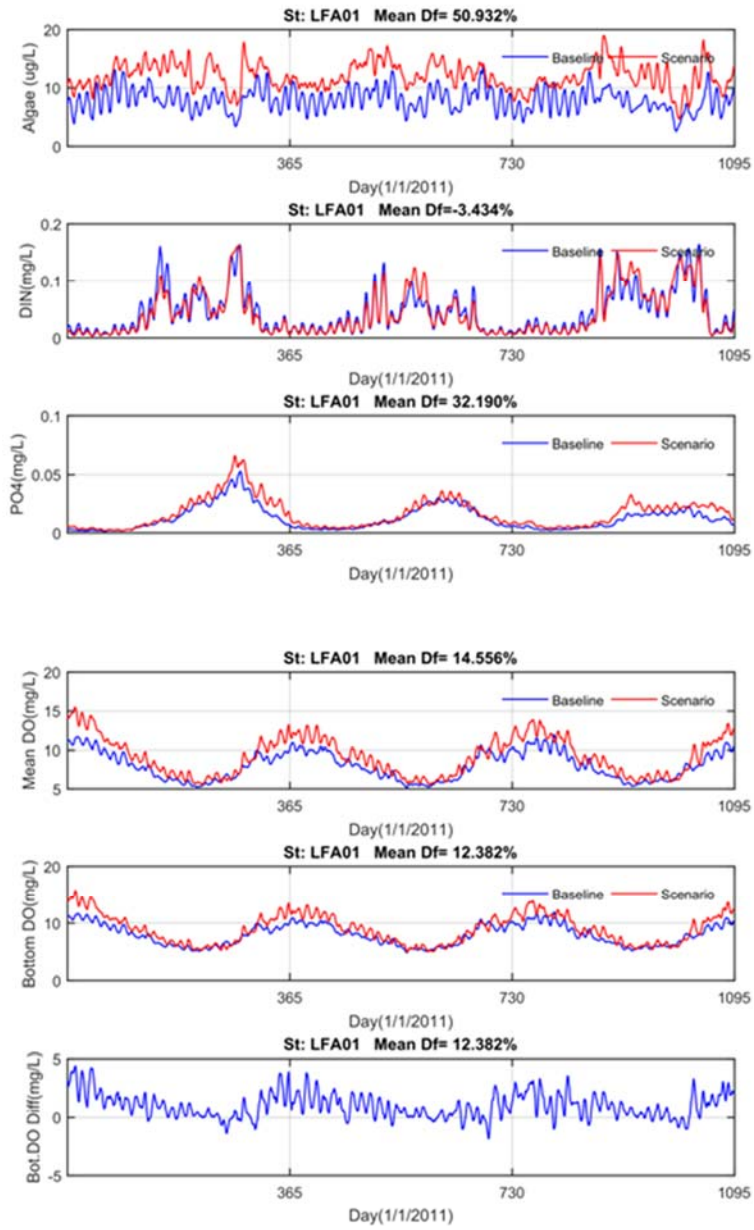 St: LFA01 Mean Df= 50.932%
Algae (ug/L)
20
10
0
Baseline Scenario
365 730 1095
Day(1/1/2011)
St: LFA01 Mean Df=-3.434%
DIN(mg/L)
0.2
0.1
0
Baseline Scenario
365 730 1095
Day(1/1/2011)
St: LFA01 Mean Df= 32.190%
PO4(mg/L)
0.1
0.05
0
Baseline Scenario
365 730 1095
Day(1/1/2011)
St: LFA01 Mean Df= 14.556%
Mean DO(mg/L)
20
15
10
5
Baseline Scenario
365 730 1095
Day(1/1/2011)
St: LFA01 Mean Df= 12.382%
Bottom DO(mg/L)
20
10
0
Baseline Scenario
365 730 1095
Day(1/1/2011)
St: LFA01 Mean Df= 12.382%
Bot.DO Diff(mg/L)
5
0
-5
365 730 1095
Day(1/1/2011)